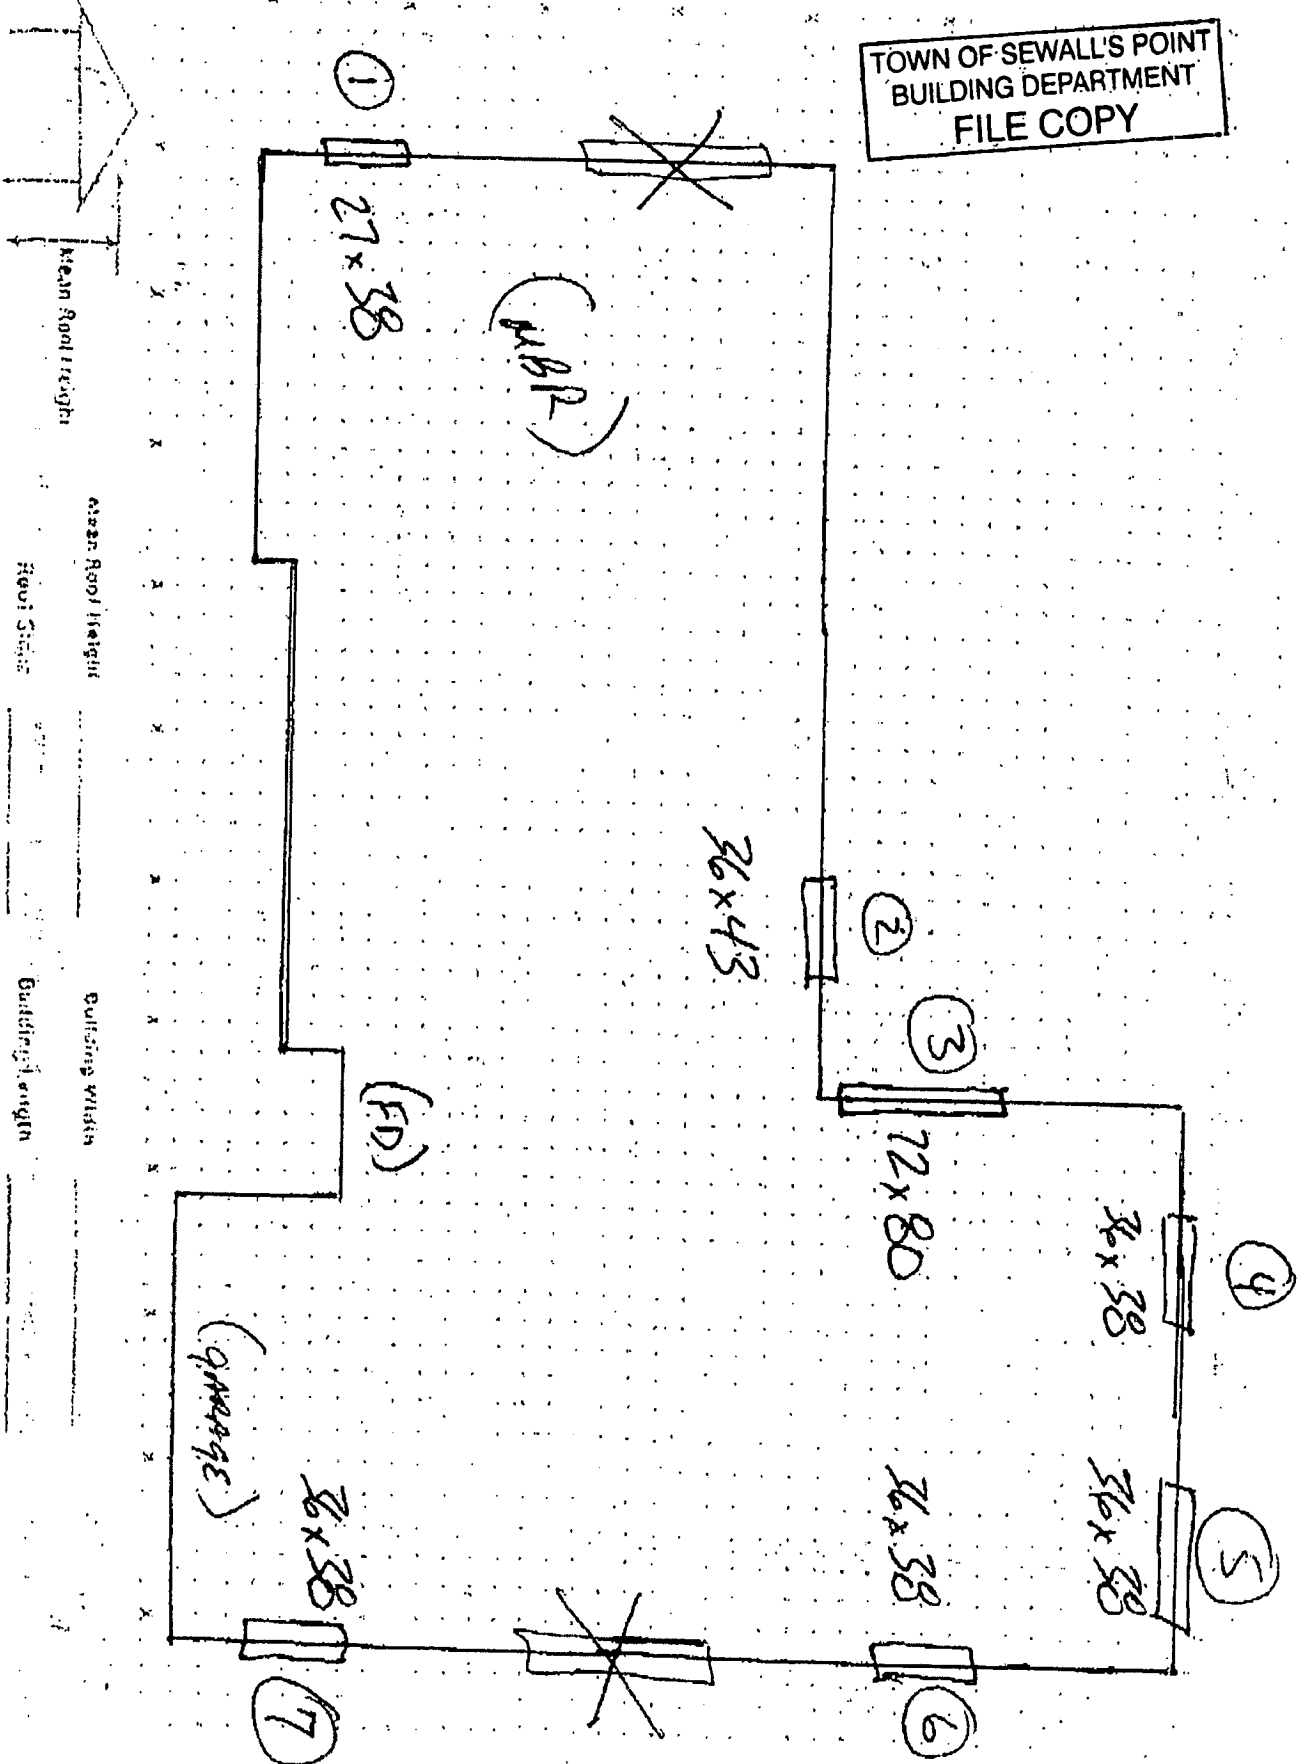 TOWN OF SEWALL'S POINT
BUILDING DEPARTMENT
FILE COPY
1
27 x 38
(MBR)
36 x 43
2
3
72 x 80
36 x 38
4
36 x 38
5
36 x 38
6
36 x 38
7
(FD)
(GARAGE)
Mean Roof Height
Mean Roof Height
Roof Slope
Building Width
Building Length